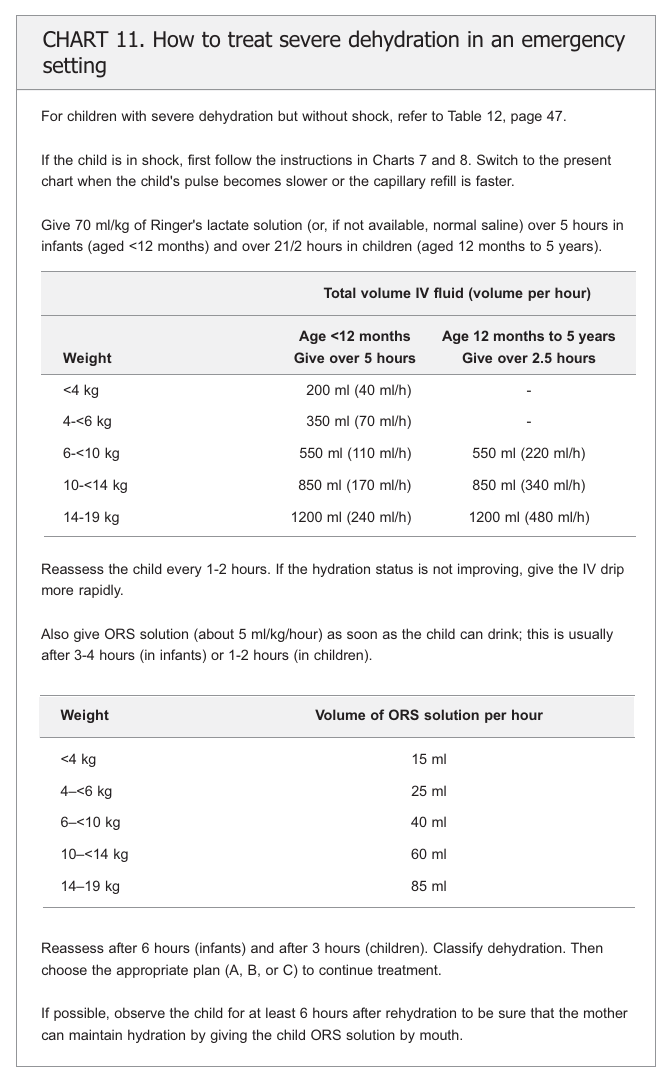 CHART 11. How to treat severe dehydration in an emergency
setting
For children with severe dehydration but without shock, refer to Table 12, page 47.
If the child is in shock, first follow the instructions in Charts 7 and 8. Switch to the present
chart when the child's pulse becomes slower or the capillary refill is faster.
Give 70 ml/kg of Ringer's lactate solution (or, if not available, normal saline) over 5 hours in
infants (aged <12 months) and over 21/2 hours in children (aged 12 months to 5 years).
Total volume IV fluid (volume per hour)
Age <12 months Age 12 months to 5 years
Weight Give over 5 hours Give over 2.5 hours
<4 kg 200 ml (40 ml/h) -
4-<6 kg 350 ml (70 ml/h) -
6-<10 kg 550 ml (110 ml/h) 550 ml (220 ml/h)
10-<14 kg 850 ml (170 ml/h) 850 ml (340 ml/h)
14-19 kg 1200 ml (240 ml/h) 1200 ml (480 ml/h)
Reassess the child every 1-2 hours. If the hydration status is not improving, give the IV drip
more rapidly.
Also give ORS solution (about 5 ml/kg/hour) as soon as the child can drink; this is usually
after 3-4 hours (in infants) or 1-2 hours (in children).
Weight Volume of ORS solution per hour
<4 kg 15 ml
4–<6 kg 25 ml
6–<10 kg 40 ml
10–<14 kg 60 ml
14–19 kg 85 ml
Reassess after 6 hours (infants) and after 3 hours (children). Classify dehydration. Then
choose the appropriate plan (A, B, or C) to continue treatment.
If possible, observe the child for at least 6 hours after rehydration to be sure that the mother
can maintain hydration by giving the child ORS solution by mouth.